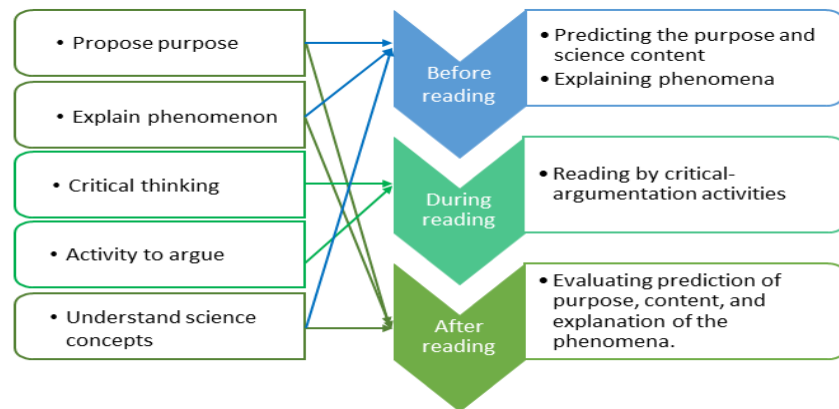 • Propose purpose
• Explain phenomenon
• Critical thinking
• Activity to argue
• Understand science
concepts
Before
reading
• Predicting the purpose and
science content
• Explaining phenomena
During
reading
• Reading by critical-
argumentation activities
After
reading
• Evaluating prediction of
purpose, content, and
explanation of the
phenomena.